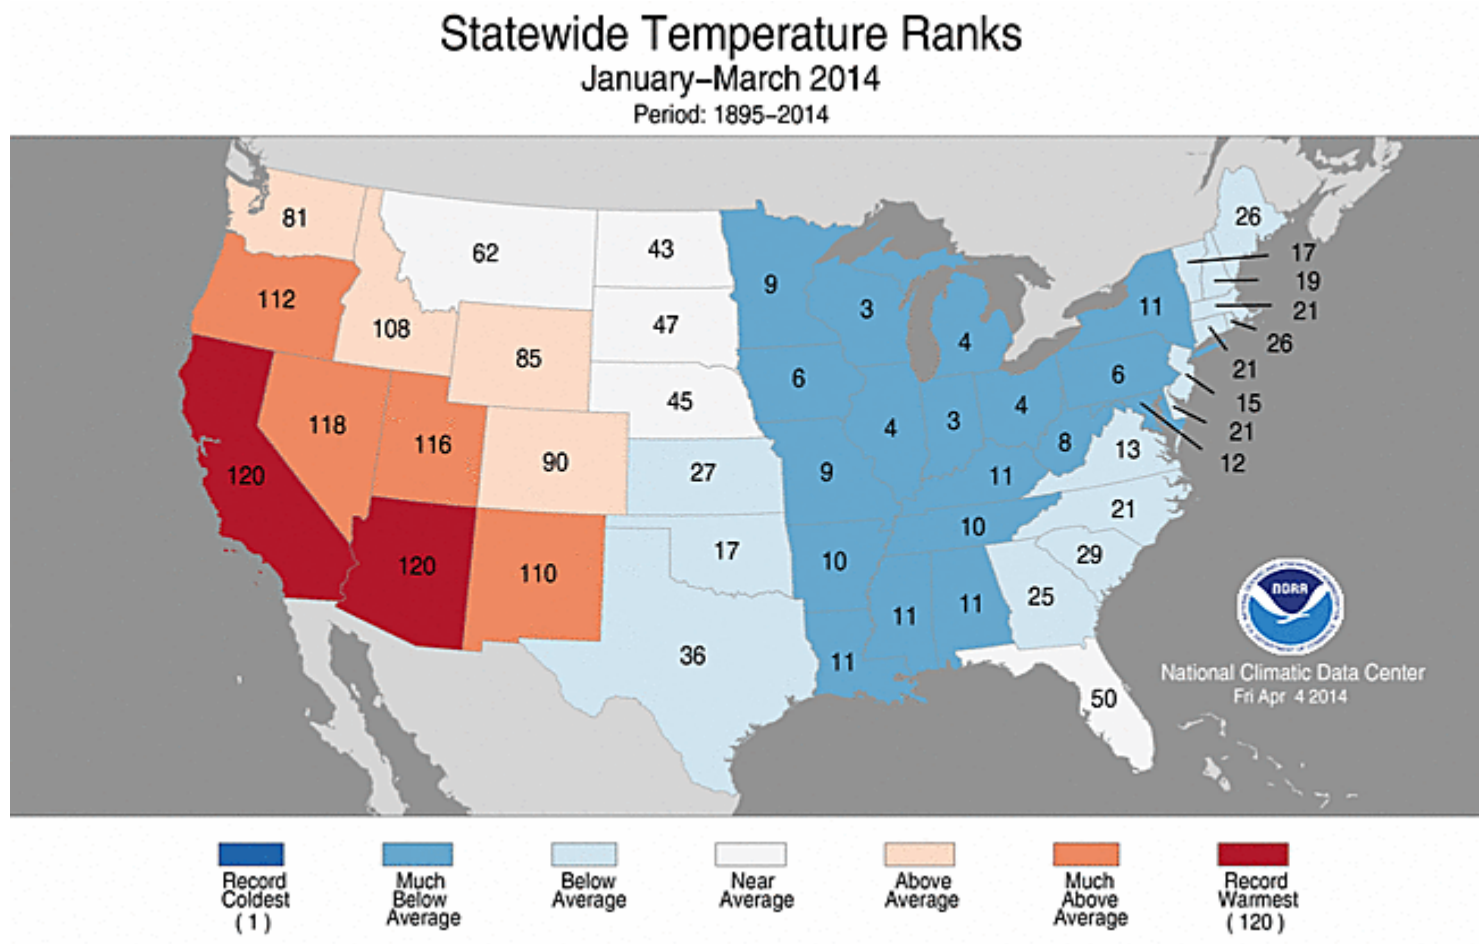 Statewide Temperature Ranks
January–March 2014
Period: 1895–2014
81
62
43
26
17
9
19
112
3
11
21
108
47
4
26
85
6
21
45
6
15
118
116
4
3
4
21
90
120
27
9
8
13
12
11
21
10
17
10
29
120
110
25
11
11
36
11
50
NOAA
National Climatic Data Center
Fri Apr 4 2014
Record
Coldest
( 1 )
Much
Below
Average
Below
Average
Near
Average
Above
Average
Much
Above
Average
Record
Warmest
( 120 )